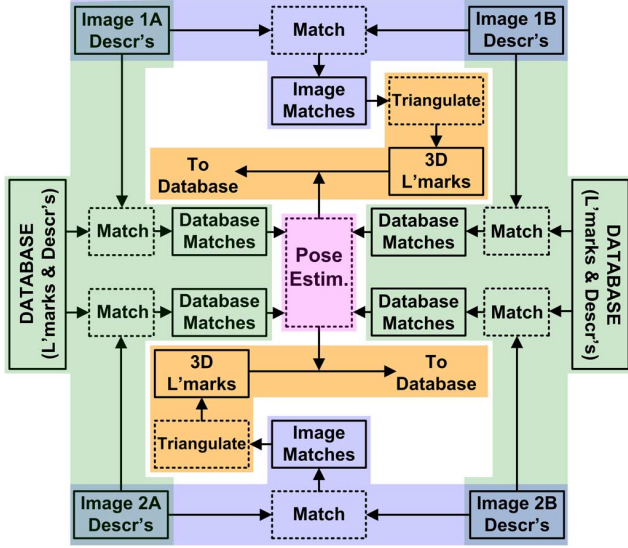 Image 1A
Descr's
Match
Image 1B
Descr's
Image
Matches
Triangulate
To
Database
3D
L'marks
DATABASE
(L'marks & Descr's)
Match
Database
Matches
Pose
Estim.
Database
Matches
Match
DATABASE
(L'marks & Descr's)
Match
Database
Matches
Database
Matches
Match
3D
L'marks
To
Database
Triangulate
Image
Matches
Image 2A
Descr's
Match
Image 2B
Descr's